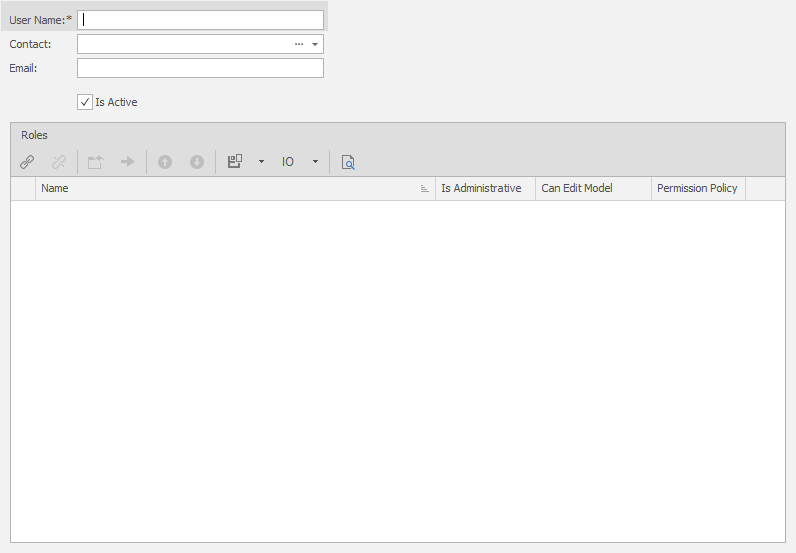 User Name:*
Contact:
Email:
Is Active
Roles
IO
Name Is Administrative Can Edit Model Permission Policy